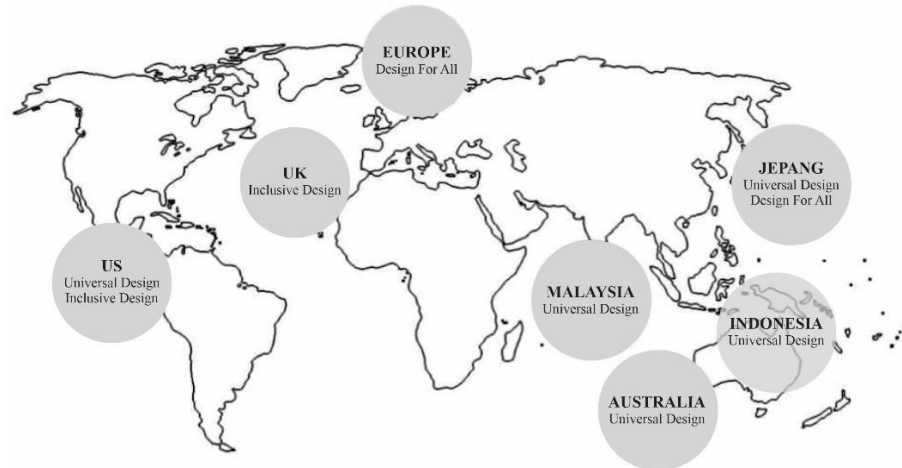 EUROPE
Design For All
UK
Inclusive Design
JEPANG
Universal Design
Design For All
US
Universal Design
Inclusive Design
MALAYSIA
Universal Design
INDONESIA
Universal Design
AUSTRALIA
Universal Design